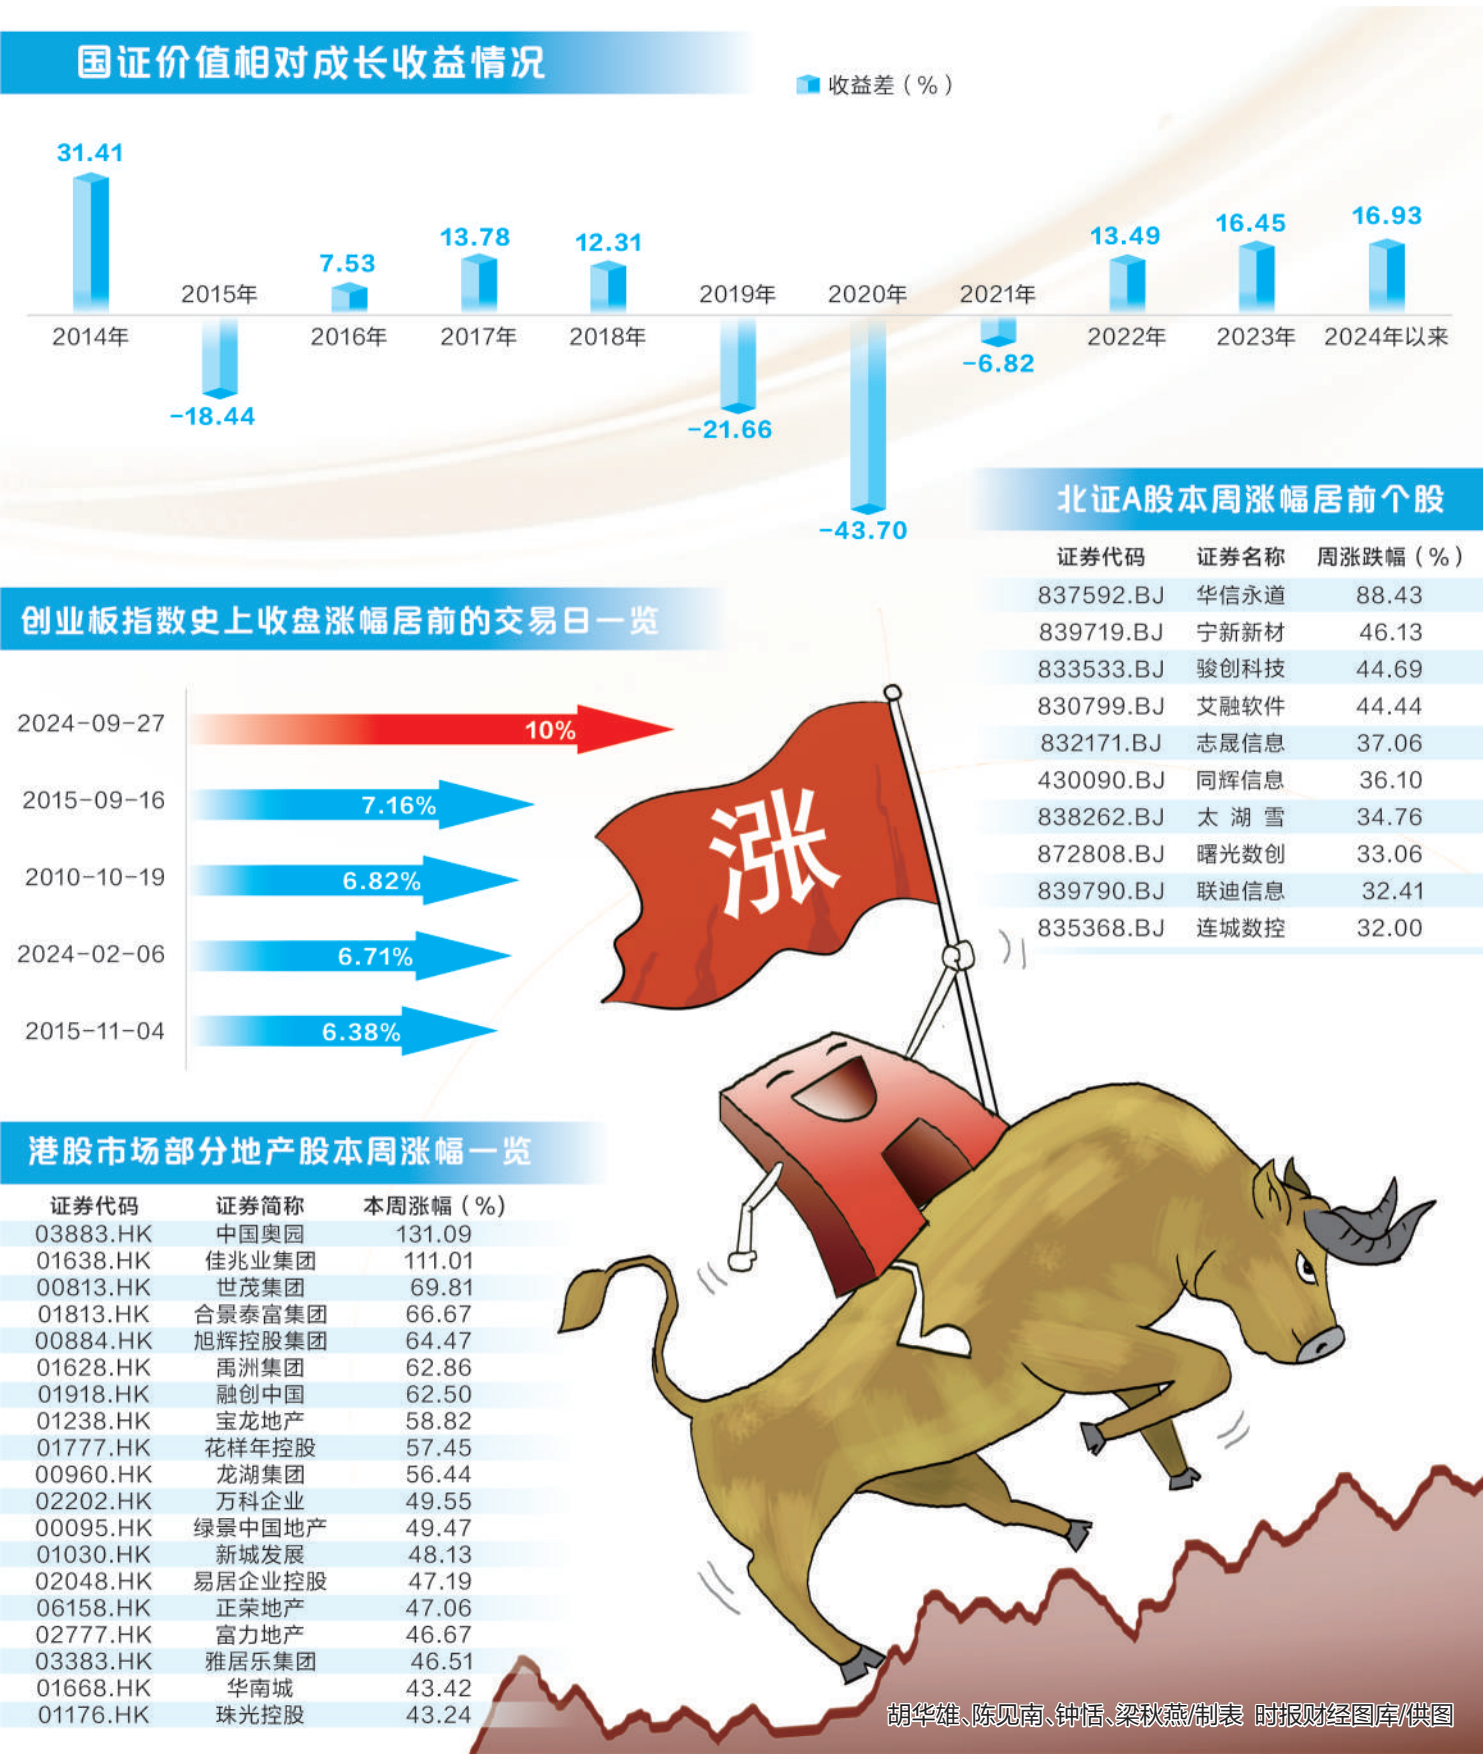 国证价值相对成长收益情况
收益差（%）
31.41
-18.44
7.53
13.78
12.31
-21.66
-43.70
-6.82
13.49
16.45
16.93
2014年
2015年
2016年
2017年
2018年
2019年
2020年
2021年
2022年
2023年
2024年以来
北证A股本周涨幅居前个股
证券代码 证券名称 周涨跌幅（%）
837592.BJ 华信永道 88.43
839719.BJ 宁新新材 46.13
833533.BJ 骏创科技 44.69
830799.BJ 艾融软件 44.44
832171.BJ 志晟信息 37.06
430090.BJ 同辉信息 36.10
838262.BJ 太湖雪 34.76
872808.BJ 曙光数创 33.06
839790.BJ 联迪信息 32.41
835368.BJ 连城数控 32.00
创业板指数史上收盘涨幅居前的交易日一览
2024-09-27 10%
2015-09-16 7.16%
2010-10-19 6.82%
2024-02-06 6.71%
2015-11-04 6.38%
涨
港股市场部分地产股本周涨幅一览
证券代码 证券简称 本周涨幅（%）
03883.HK 中国奥园 131.09
01638.HK 佳兆业集团 111.01
00813.HK 世茂集团 69.81
01813.HK 合景泰富集团 66.67
00884.HK 旭辉控股集团 64.47
01628.HK 禹洲集团 62.86
01918.HK 融创中国 62.50
01238.HK 宝龙地产 58.82
01777.HK 花样年控股 57.45
00960.HK 龙湖集团 56.44
02202.HK 万科企业 49.55
00095.HK 绿景中国地产 49.47
01030.HK 新城发展 48.13
02048.HK 易居企业控股 47.19
06158.HK 正荣地产 47.06
02777.HK 富力地产 46.67
03383.HK 雅居乐集团 46.51
01668.HK 华南城 43.42
01176.HK 珠光控股 43.24
胡华雄、陈见南、钟恬、梁秋燕/制表 时报财经图库/供图